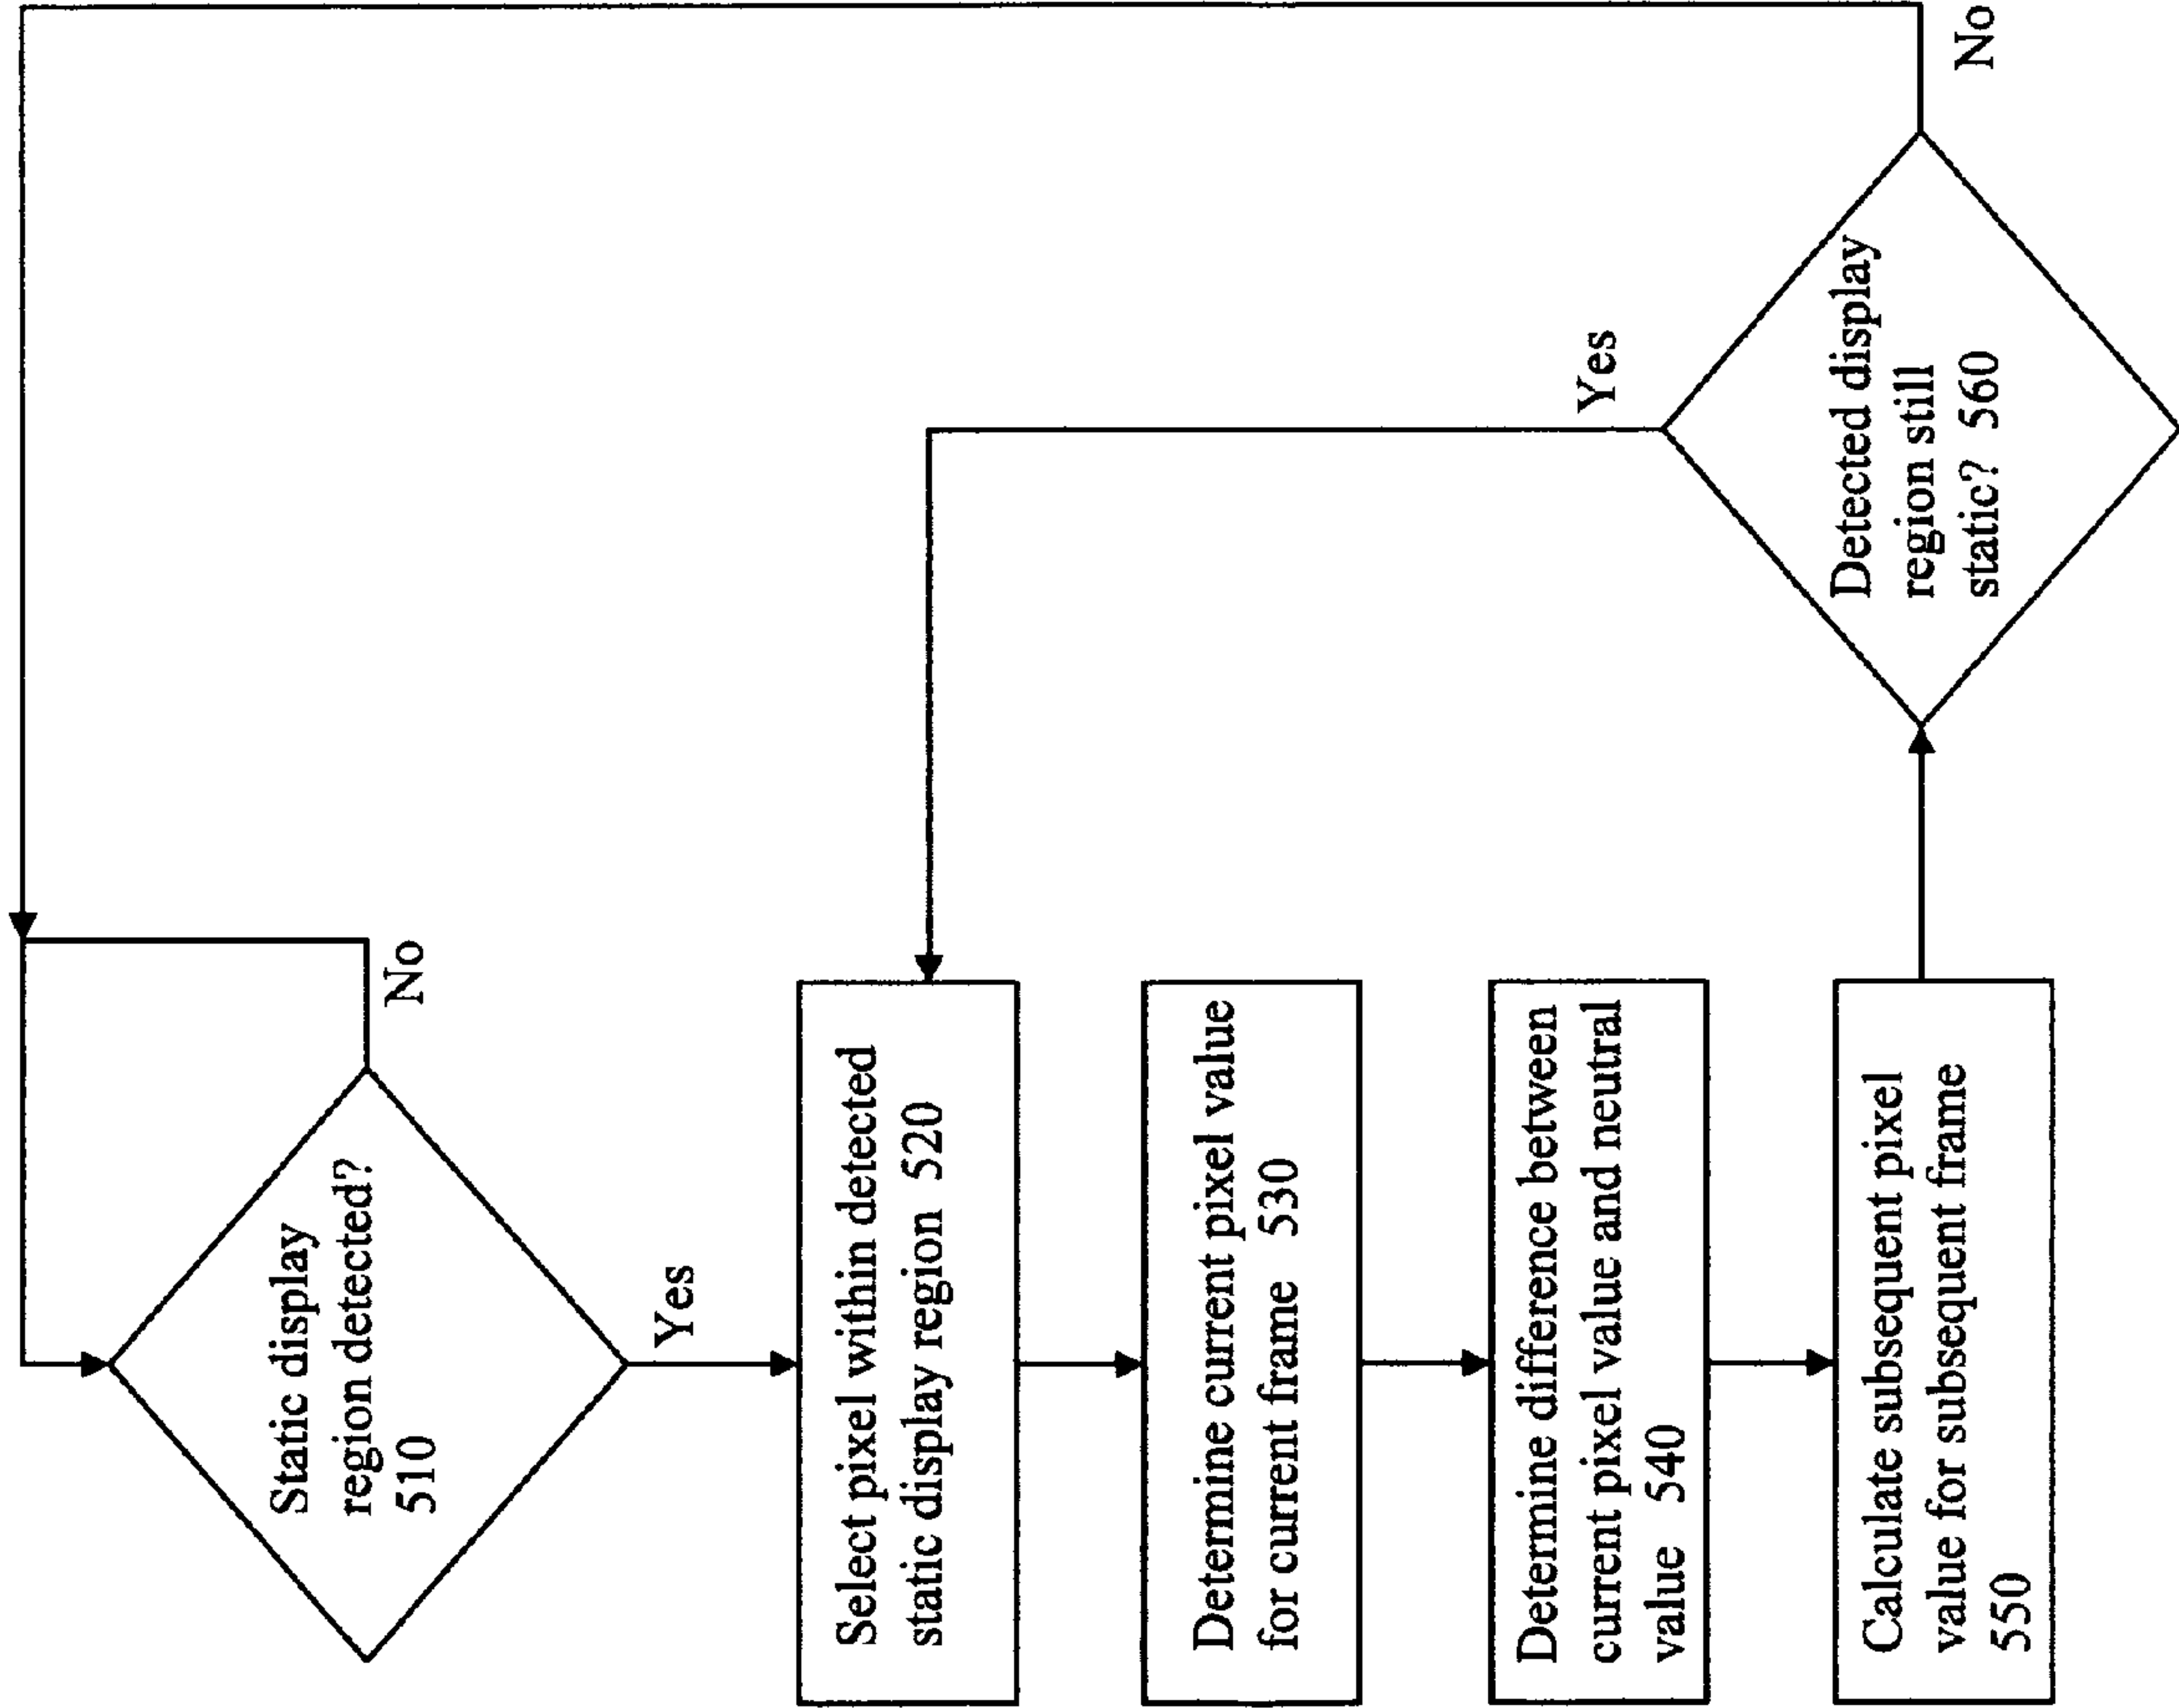 Static display
region detected?
510
No
Yes
Select pixel within detected
static display region 520
Determine current pixel value
for current frame 530
Determine difference between
current pixel value and neutral
value 540
Calculate subsequent pixel
value for subsequent frame
550
Detected display
region still
static? 560
Yes
No